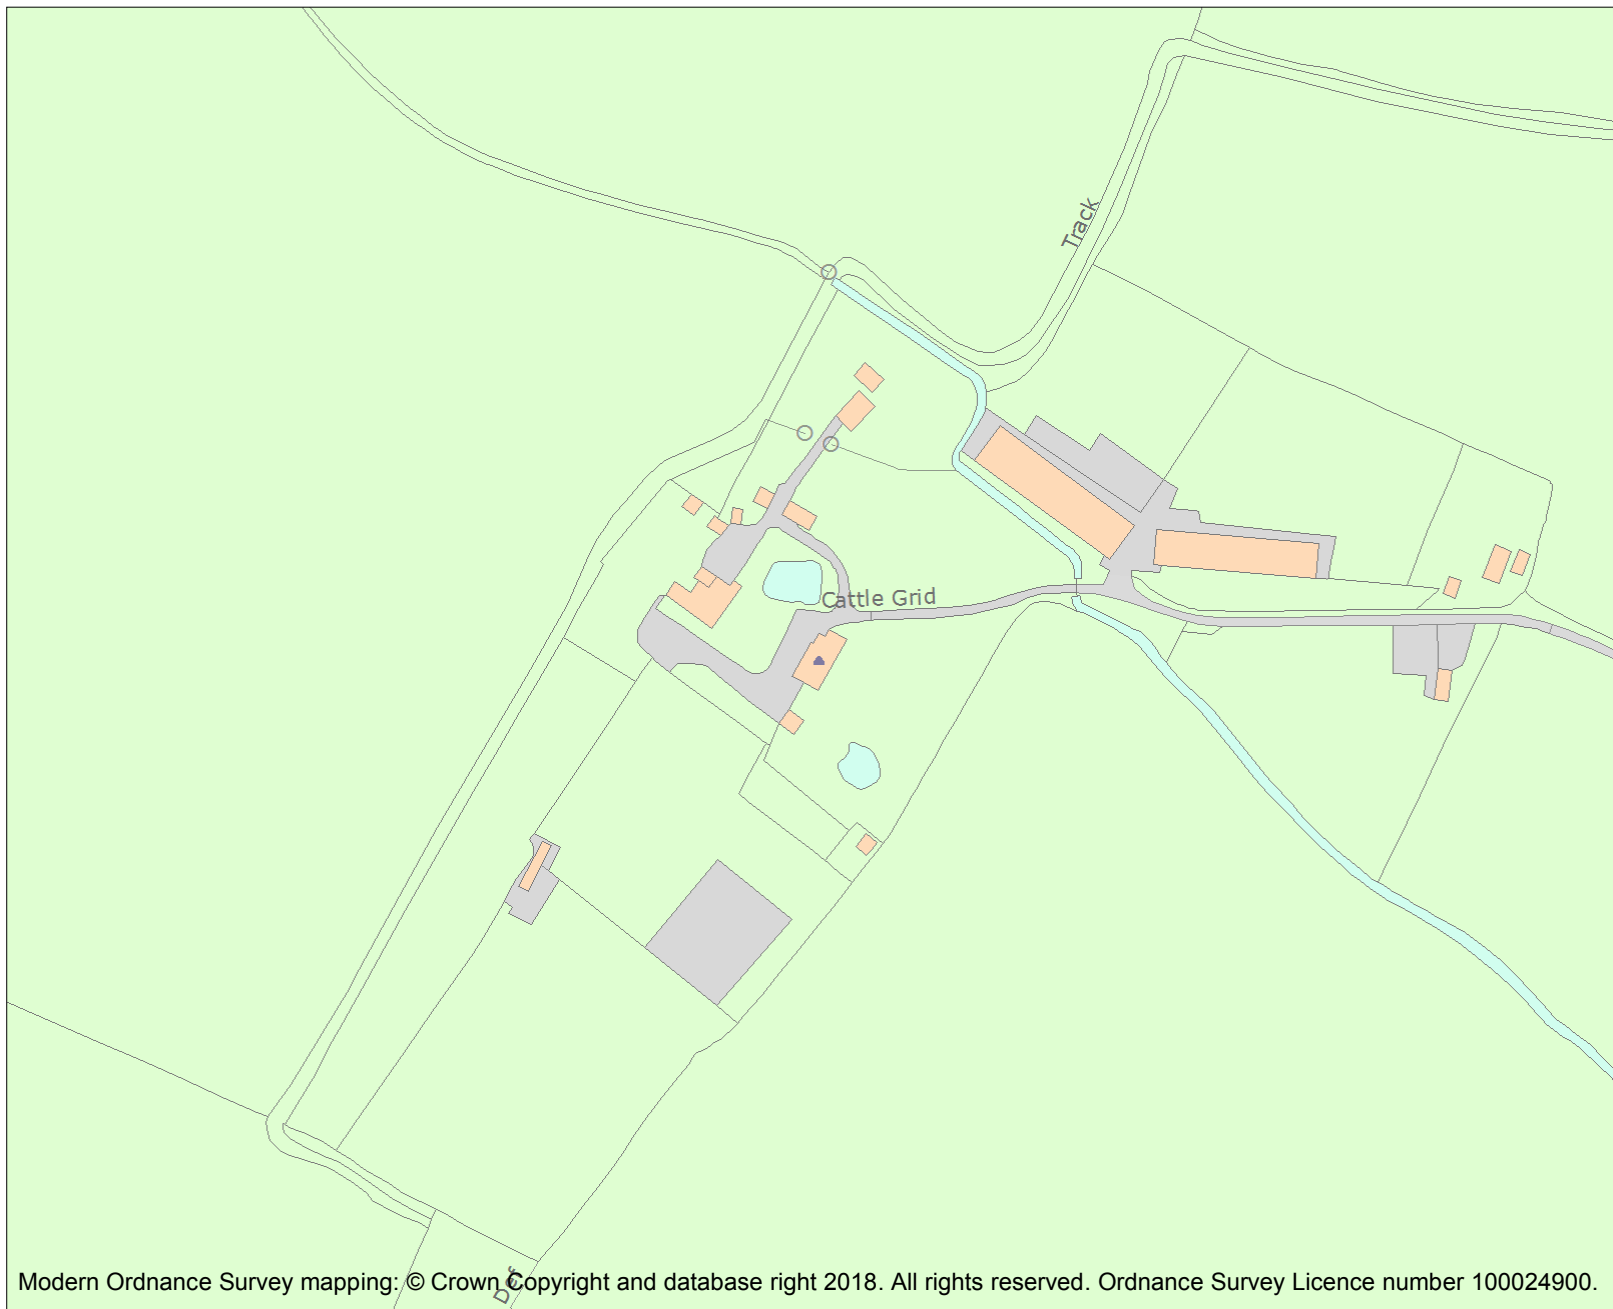 Track
Cattle Grid
Def
Modern Ordnance Survey mapping: © Crown Copyright and database right 2018. All rights reserved. Ordnance Survey Licence number 100024900.